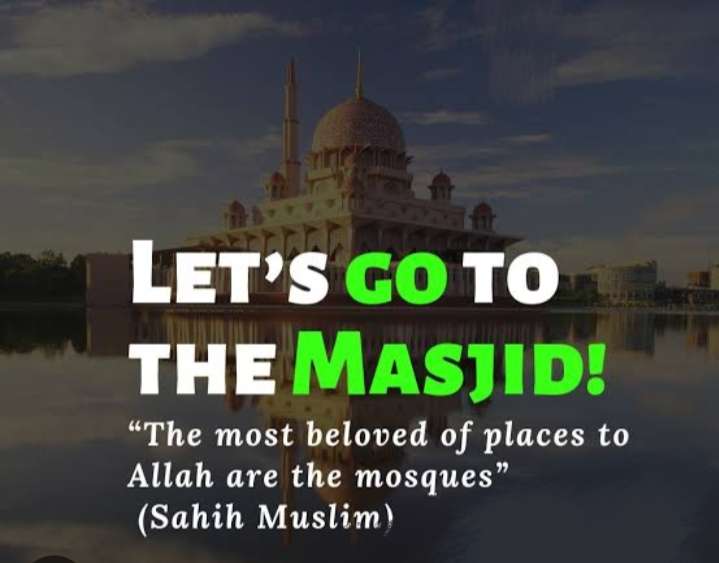 Let's go to
the Masjid!
“The most beloved of places to
Allah are the mosques”
(Sahih Muslim)